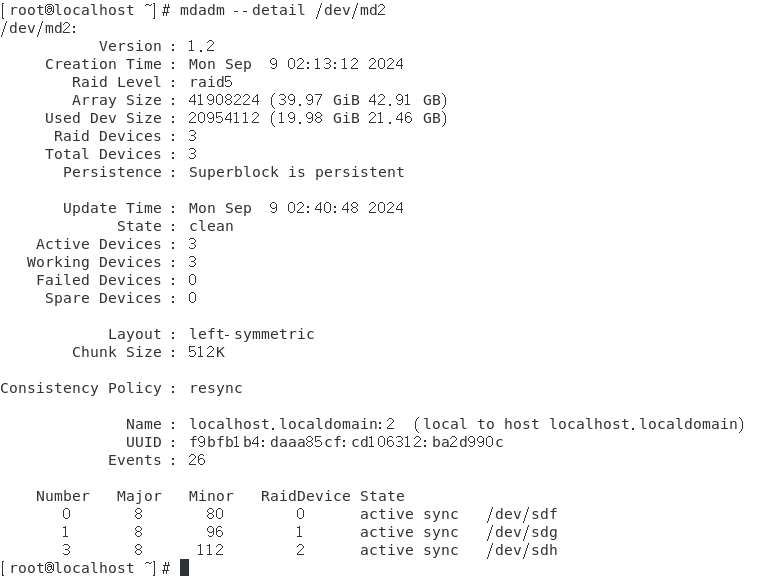 [root@localhost ~]# mdadm --detail /dev/md2
/dev/md2:
Version : 1.2
Creation Time : Mon Sep  9 02:13:12 2024
Raid Level : raid5
Array Size : 41908224 (39.97 GiB 42.91 GB)
Used Dev Size : 20954112 (19.98 GiB 21.46 GB)
Raid Devices : 3
Total Devices : 3
Persistence : Superblock is persistent
Update Time : Mon Sep  9 02:40:48 2024
State : clean
Active Devices : 3
Working Devices : 3
Failed Devices : 0
Spare Devices : 0
Layout : left-symmetric
Chunk Size : 512K
Consistency Policy : resync
Name : localhost.localdomain:2  (local to host localhost.localdomain)
UUID : f9bfb1b4:daaa85cf:cd106312:ba2d990c
Events : 26
Number   Major   Minor   RaidDevice State
0       8       80        0      active sync   /dev/sdf
1       8       96        1      active sync   /dev/sdg
3       8      112        2      active sync   /dev/sdh
[root@localhost ~]#